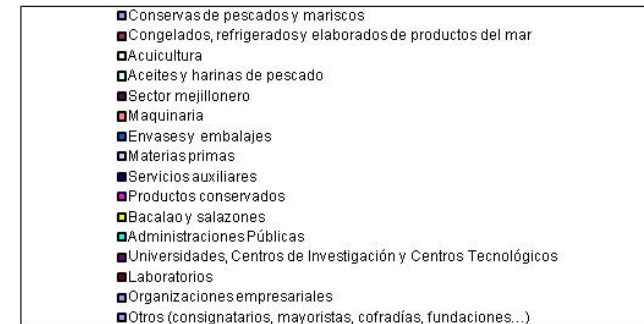 Conservas de pescados y mariscos
Congelados, refrigerados y elaborados de productos del mar
Acuicultura
Aceites y harinas de pescado
Sector mejillonero
Maquinaria
Envases y embalajes
Materias primas
Servicios auxiliares
Productos conservados
Bacalao y salazones
Administraciones Públicas
Universidades, Centros de Investigación y Centros Tecnológicos
Laboratorios
Organizaciones empresariales
Otros (consignatarios, mayoristas, cofradías, fundaciones...)